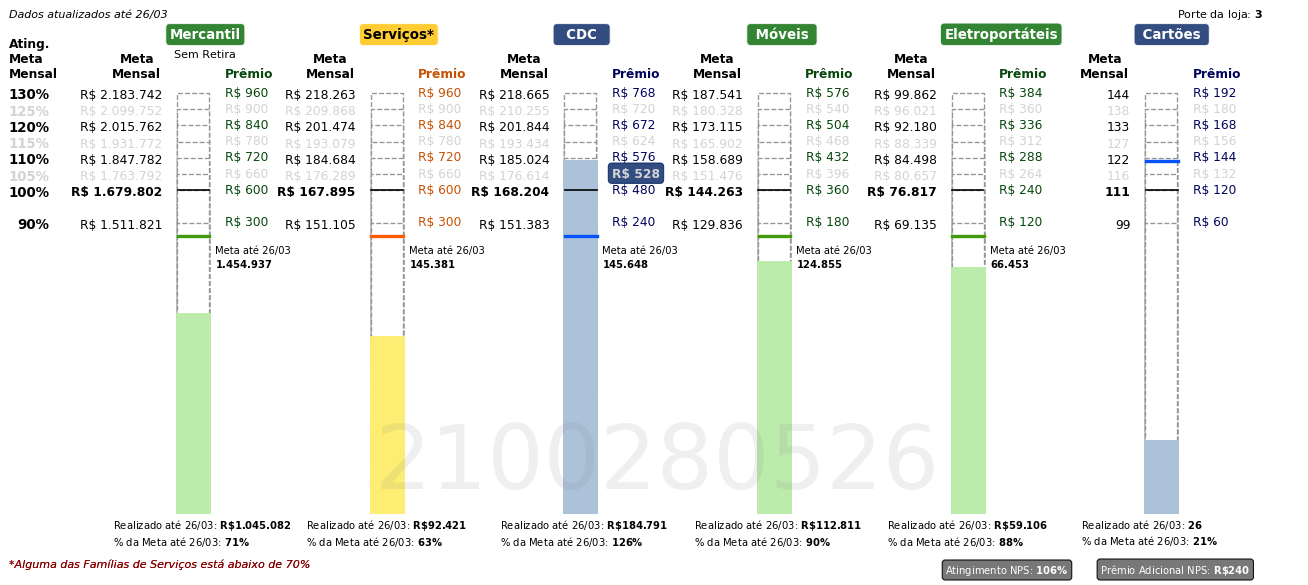 Dados atualizados até 26/03
Porte da loja: 3
Mercantil
Serviços*
CDC
Móveis
Eletroportáteis
Cartões
Sem Retira
Ating. Meta Mensal
Meta Mensal Prêmio Meta Mensal Prêmio Meta Mensal Prêmio Meta Mensal Prêmio Meta Mensal Prêmio Meta Mensal Prêmio
130% R$ 2.183.742 R$ 960 R$ 218.263 R$ 960 R$ 218.665 R$ 768 R$ 187.541 R$ 576 R$ 99.862 R$ 384 144 R$ 192
125% R$ 2.099.752 R$ 900 R$ 209.868 R$ 900 R$ 210.255 R$ 720 R$ 180.328 R$ 540 R$ 96.021 R$ 360 138 R$ 180
120% R$ 2.015.762 R$ 840 R$ 201.474 R$ 840 R$ 201.844 R$ 672 R$ 173.115 R$ 504 R$ 92.180 R$ 336 133 R$ 168
115% R$ 1.931.772 R$ 780 R$ 193.079 R$ 780 R$ 193.434 R$ 624 R$ 165.902 R$ 468 R$ 88.339 R$ 312 127 R$ 156
110% R$ 1.847.782 R$ 720 R$ 184.684 R$ 720 R$ 185.024 R$ 576 R$ 158.689 R$ 432 R$ 84.498 R$ 288 122 R$ 144
105% R$ 1.763.792 R$ 660 R$ 176.289 R$ 660 R$ 176.614 R$ 528 R$ 151.476 R$ 396 R$ 80.657 R$ 264 116 R$ 132
100% R$ 1.679.802 R$ 600 R$ 167.895 R$ 600 R$ 168.204 R$ 480 R$ 144.263 R$ 360 R$ 76.817 R$ 240 111 R$ 120
90% R$ 1.511.821 R$ 300 R$ 151.105 R$ 300 R$ 151.383 R$ 240 R$ 129.836 R$ 180 R$ 69.135 R$ 120 99 R$ 60
Meta até 26/03 Meta até 26/03 Meta até 26/03 Meta até 26/03 Meta até 26/03
1.454.937 145.381 145.648 124.855 66.453
2100280526
Realizado até 26/03: R$1.045.082 Realizado até 26/03: R$92.421 Realizado até 26/03: R$184.791 Realizado até 26/03: R$112.811 Realizado até 26/03: R$59.106 Realizado até 26/03: 26
% da Meta até 26/03: 71% % da Meta até 26/03: 63% % da Meta até 26/03: 126% % da Meta até 26/03: 90% % da Meta até 26/03: 88% % da Meta até 26/03: 21%
*Alguma das Famílias de Serviços está abaixo de 70%
Atingimento NPS: 106%
Prêmio Adicional NPS: R$240